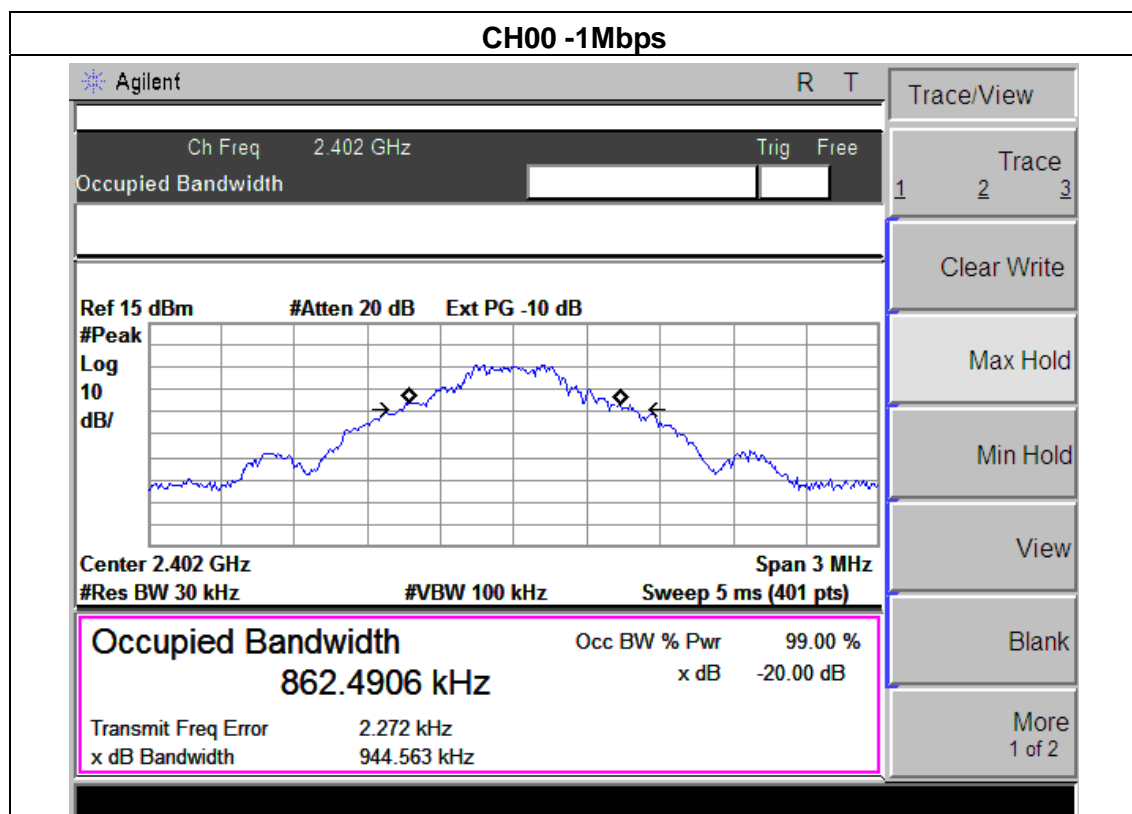 CH00 -1Mbps
Agilent R T
Ch Freq 2.402 GHz Trig Free
Occupied Bandwidth
Ref 15 dBm #Atten 20 dB Ext PG -10 dB
#Peak
Log
10
dB/
Center 2.402 GHz Span 3 MHz
#Res BW 30 kHz #VBW 100 kHz Sweep 5 ms (401 pts)
Occupied Bandwidth Occ BW % Pwr 99.00 %
862.4906 kHz x dB -20.00 dB
Transmit Freq Error 2.272 kHz
x dB Bandwidth 944.563 kHz
Trace/View
Trace
1 2 3
Clear Write
Max Hold
Min Hold
View
Blank
More
1 of 2